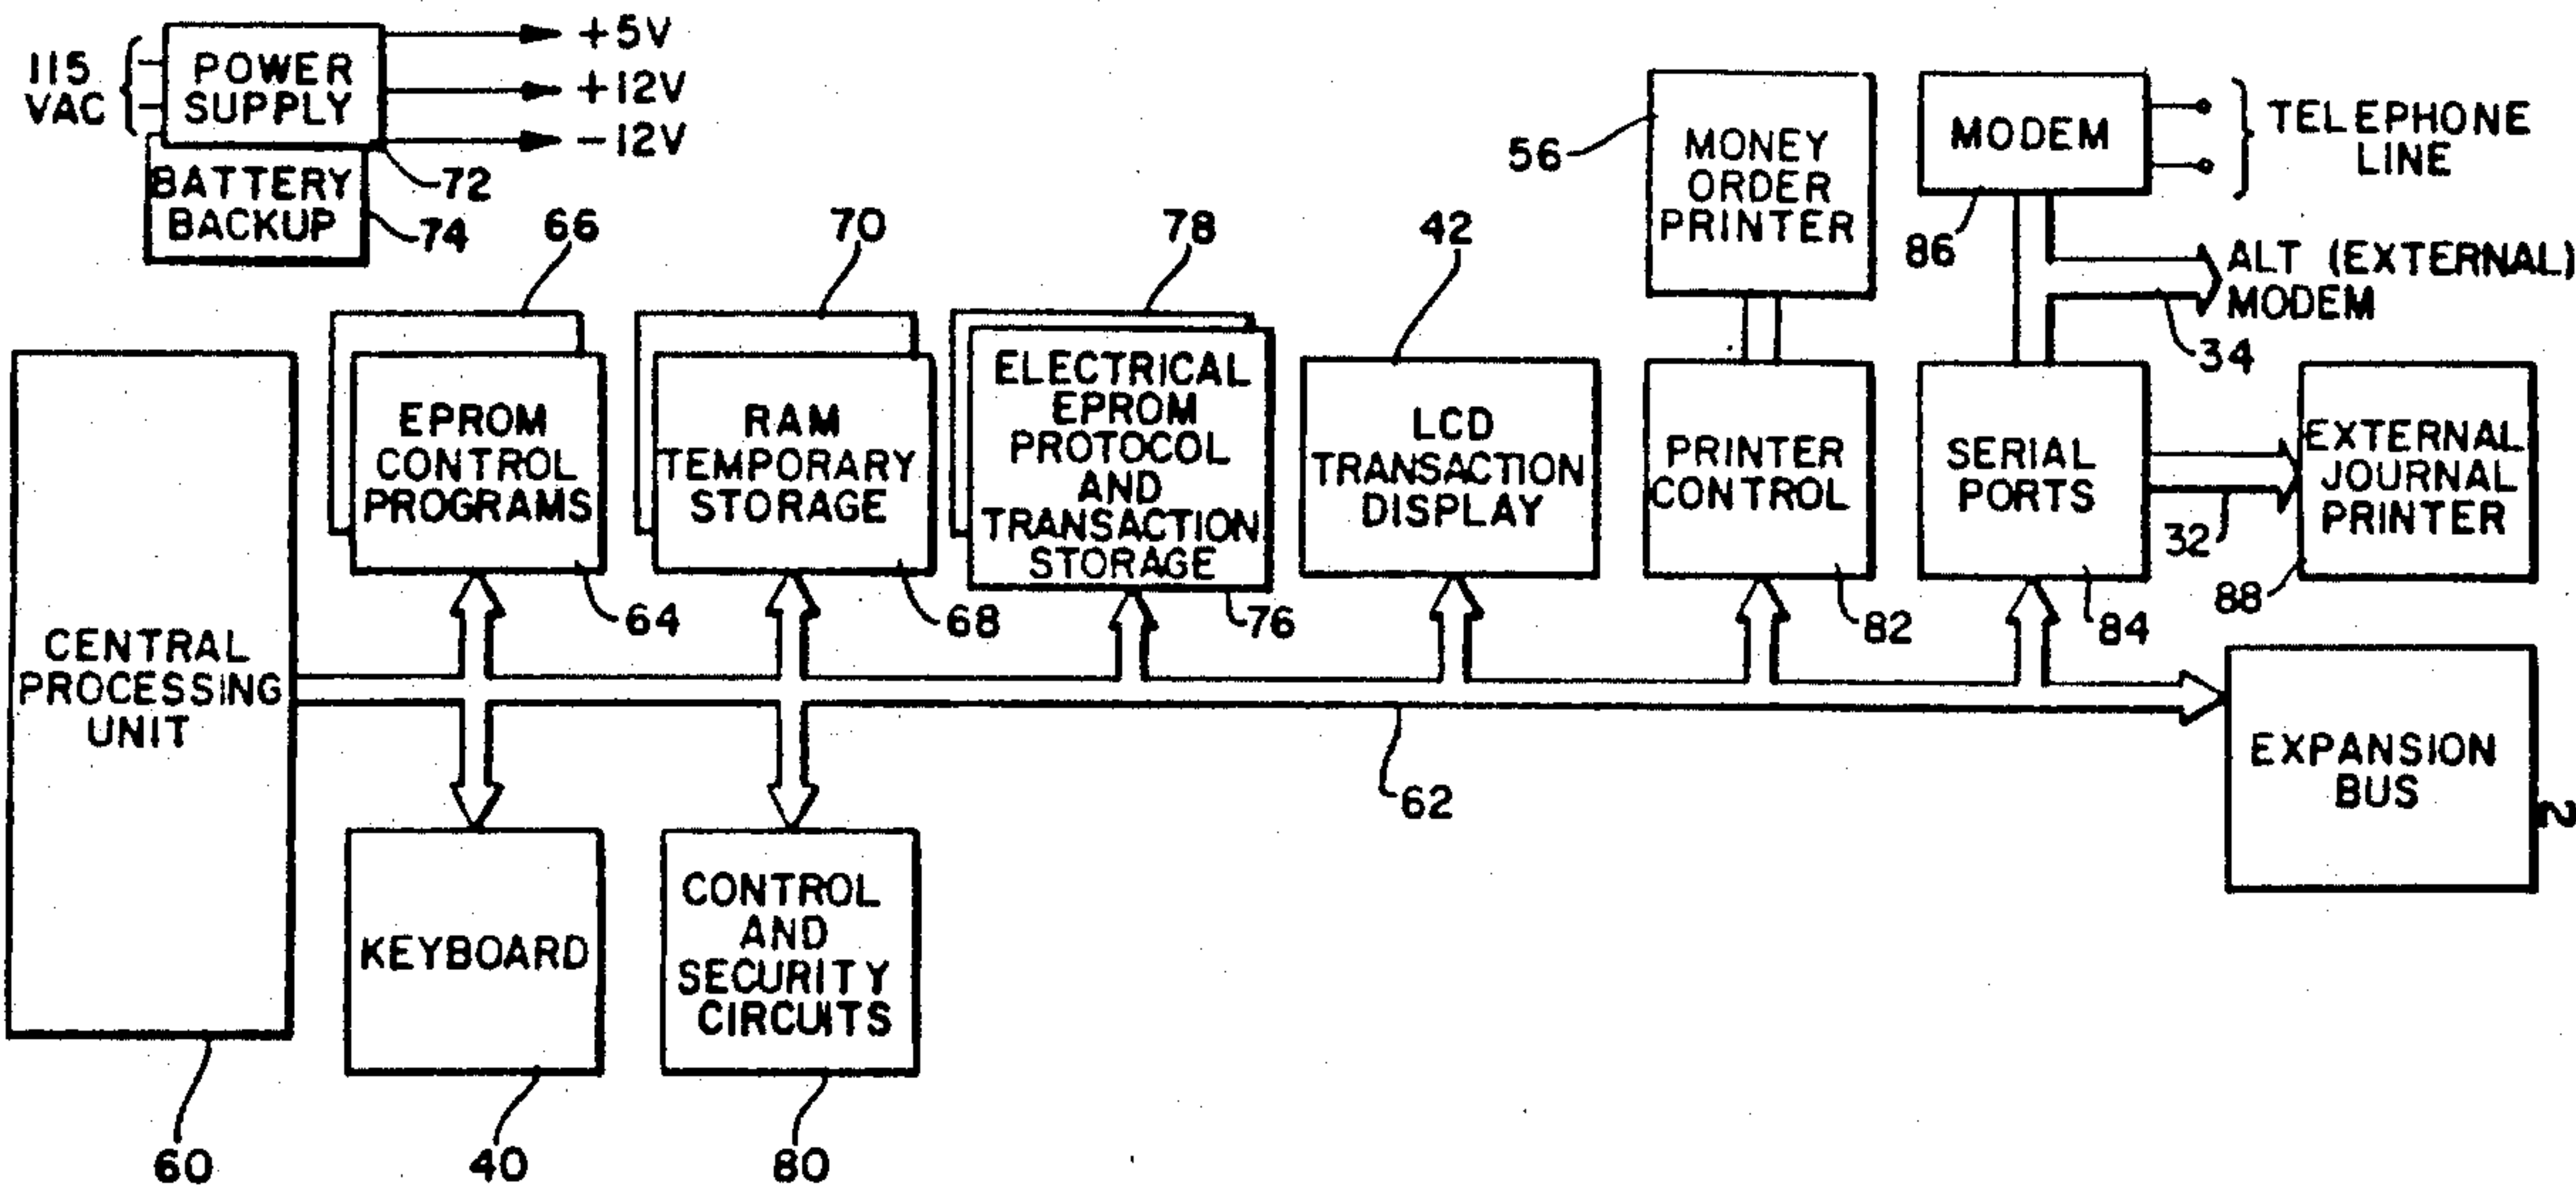 115
VAC
POWER
SUPPLY
+5V
+12V
-12V
BATTERY
BACKUP
72
74
66
70
78
42
56
MONEY
ORDER
PRINTER
MODEM
86
TELEPHONE
LINE
ALT (EXTERNAL)
MODEM
34
CENTRAL
PROCESSING
UNIT
60
EPROM
CONTROL
PROGRAMS
64
RAM
TEMPORARY
STORAGE
68
ELECTRICAL
EPROM
PROTOCOL
AND
TRANSACTION
STORAGE
76
LCD
TRANSACTION
DISPLAY
PRINTER
CONTROL
82
SERIAL
PORTS
84
32
EXTERNAL
JOURNAL
PRINTER
88
62
EXPANSION
BUS
2
KEYBOARD
40
CONTROL
AND
SECURITY
CIRCUITS
80